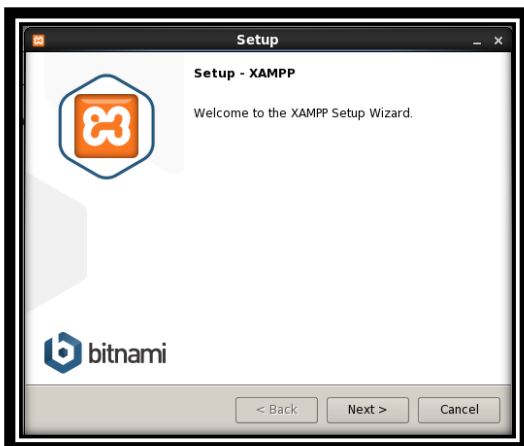 Setup
Setup - XAMPP
Welcome to the XAMPP Setup Wizard.
bitnami
< Back Next > Cancel